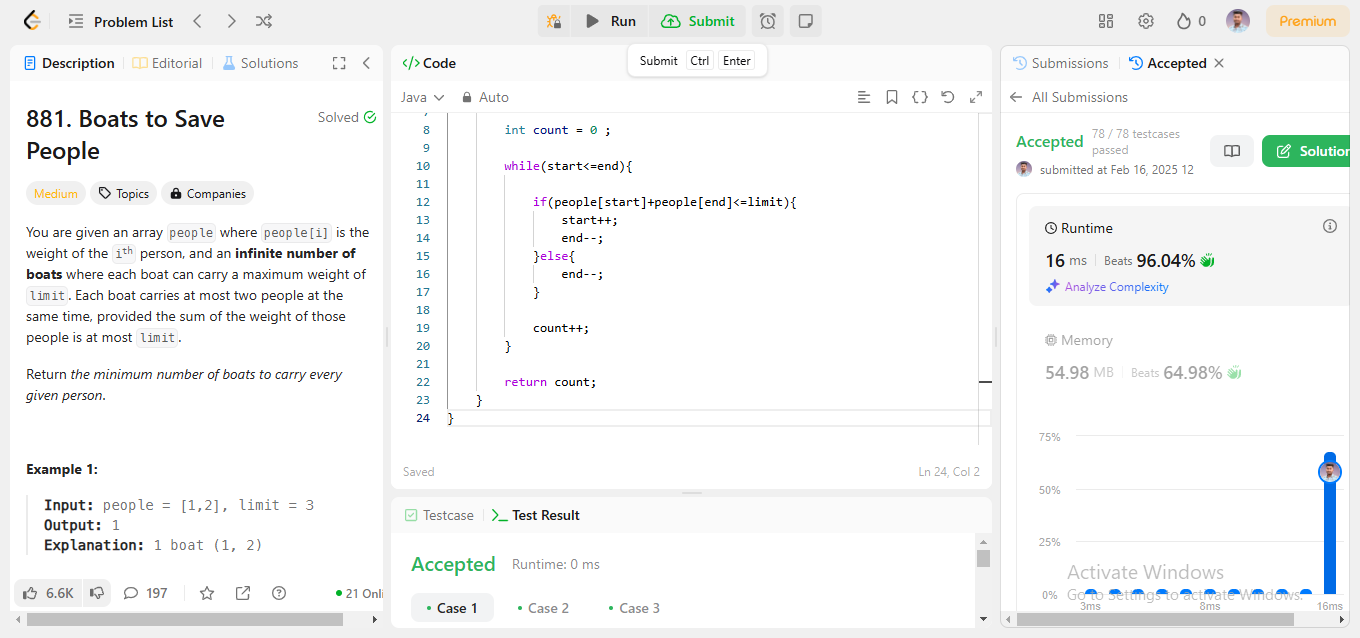 Problem List
Run
Submit
0
Premium
Submit Ctrl Enter
Description
Editorial
Solutions
881. Boats to Save
People
Solved
Medium
Topics
Companies
You are given an array people where people[i] is the
weight of the ith person, and an infinite number of
boats where each boat can carry a maximum weight of
limit. Each boat carries at most two people at the
same time, provided the sum of the weight of those
people is at most limit.
Return the minimum number of boats to carry every
given person.
Example 1:
Input: people = [1,2], limit = 3
Output: 1
Explanation: 1 boat (1, 2)
6.6K
197
21 Onli
</>Code
Java
Auto
8 int count = 0 ;
9
10 while(start<=end){
11
12 if(people[start]+people[end]<=limit){
13 start++;
14 end--;
15 }else{
16 end--;
17 }
18
19 count++;
20 }
21
22 return count;
23 }
24 }
Saved
Ln 24, Col 2
Testcase
Test Result
Accepted Runtime: 0 ms
Case 1
Case 2
Case 3
Submissions
Accepted
All Submissions
Accepted
78 / 78 testcases
passed
submitted at Feb 16, 2025 12
Solution
Runtime
16 ms Beats 96.04%
Analyze Complexity
Memory
54.98 MB Beats 64.98%
75%
50%
25%
0%
3ms
8ms
16ms
Activate Windows
Go to Settings to activate Windows.